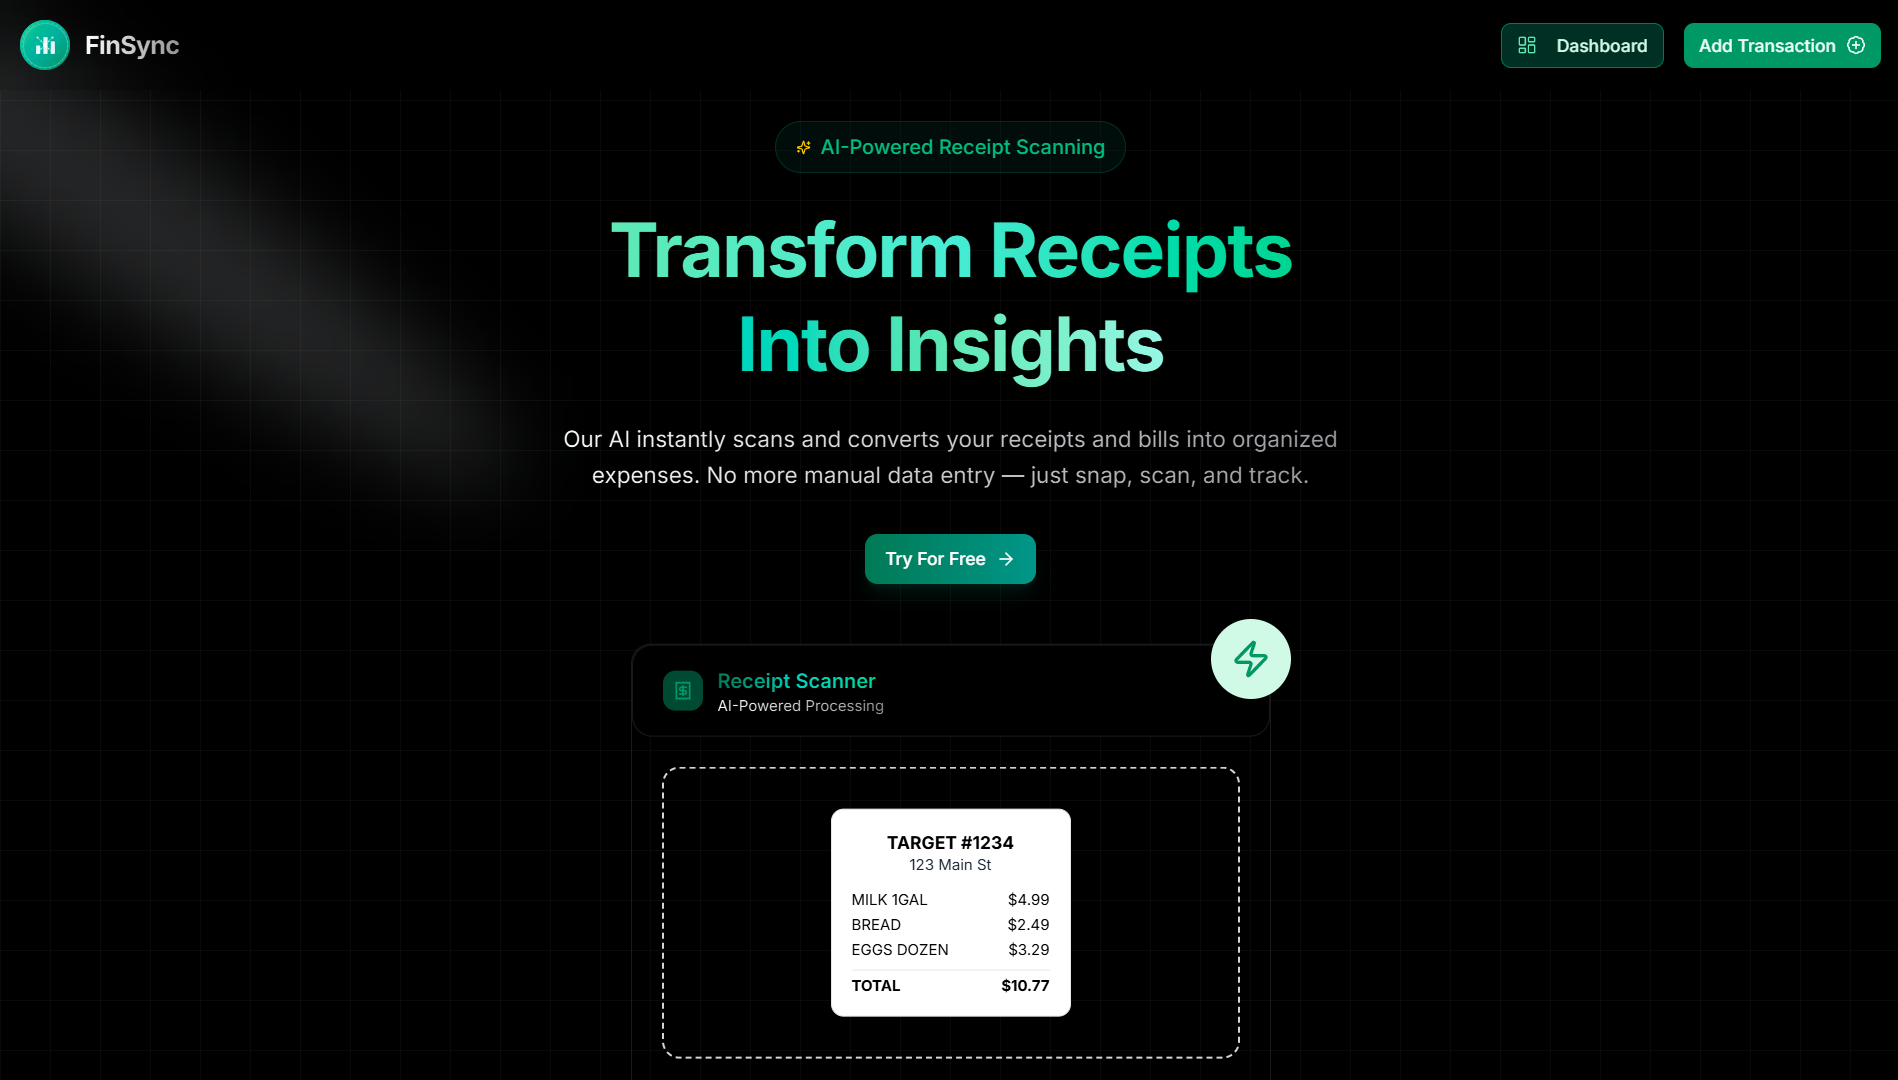 FinSync
Dashboard
Add Transaction
AI-Powered Receipt Scanning
Transform Receipts
Into Insights
Our AI instantly scans and converts your receipts and bills into organized
expenses. No more manual data entry — just snap, scan, and track.
Try For Free
Receipt Scanner
AI-Powered Processing
TARGET #1234
123 Main St
MILK 1GAL $4.99
BREAD $2.49
EGGS DOZEN $3.29
TOTAL $10.77